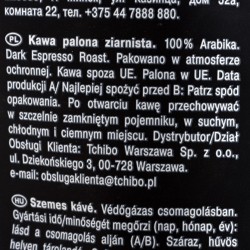 комната 22, тел. +375 44 7888 880.
PL Kawa palona ziarnista. 100% Arabika.
Dark Espresso Roast. Pakowano w atmosferze
ochronnej. Kawa spoza UE. Palona w UE. Data
produkcji A/ Najlepiej spożyć przed B: Patrz spód
opakowania. Po otwarciu kawę przechowywać
w szczelnie zamkniętym pojemniku, w suchym,
chłodnym i ciemnym miejscu. Dystrybutor/Dział
Obsługi Klienta: Tchibo Warszawa Sp. z o.o.,
ul. Dziekońskiego 3, 00-728 Warszawa.
e-mail: obslugaklienta@tchibo.pl
HU Szemes kávé. Védőgázas csomagolásban.
Gyártási idő/minőségét megőrzi (nap, hónap, év):
lásd a csomagolás alján (A/B). Száraz, hűvös